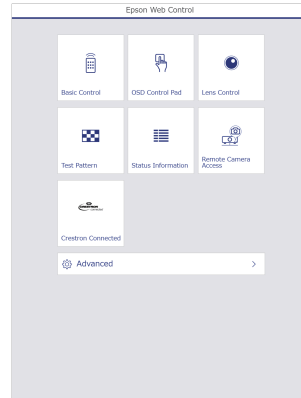 Epson Web Control
Basic Control
OSD Control Pad
Lens Control
Test Pattern
Status Information
Remote Camera
Access
CRESTRON
Crestron Connected
Advanced